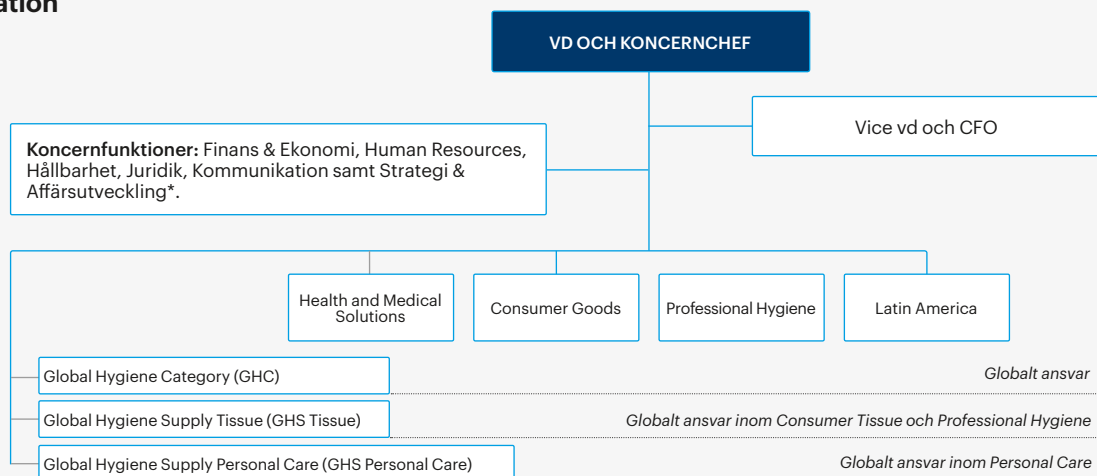 ation
VD OCH KONCERNCHEF
Vice vd och CFO
Koncernfunktioner: Finans & Ekonomi, Human Resources,
Hållbarhet, Juridik, Kommunikation samt Strategi &
Affärsutveckling*.
Health and Medical
Solutions
Consumer Goods
Professional Hygiene
Latin America
Global Hygiene Category (GHC)
Globalt ansvar
Global Hygiene Supply Tissue (GHS Tissue)
Globalt ansvar inom Consumer Tissue och Professional Hygiene
Global Hygiene Supply Personal Care (GHS Personal Care)
Globalt ansvar inom Personal Care